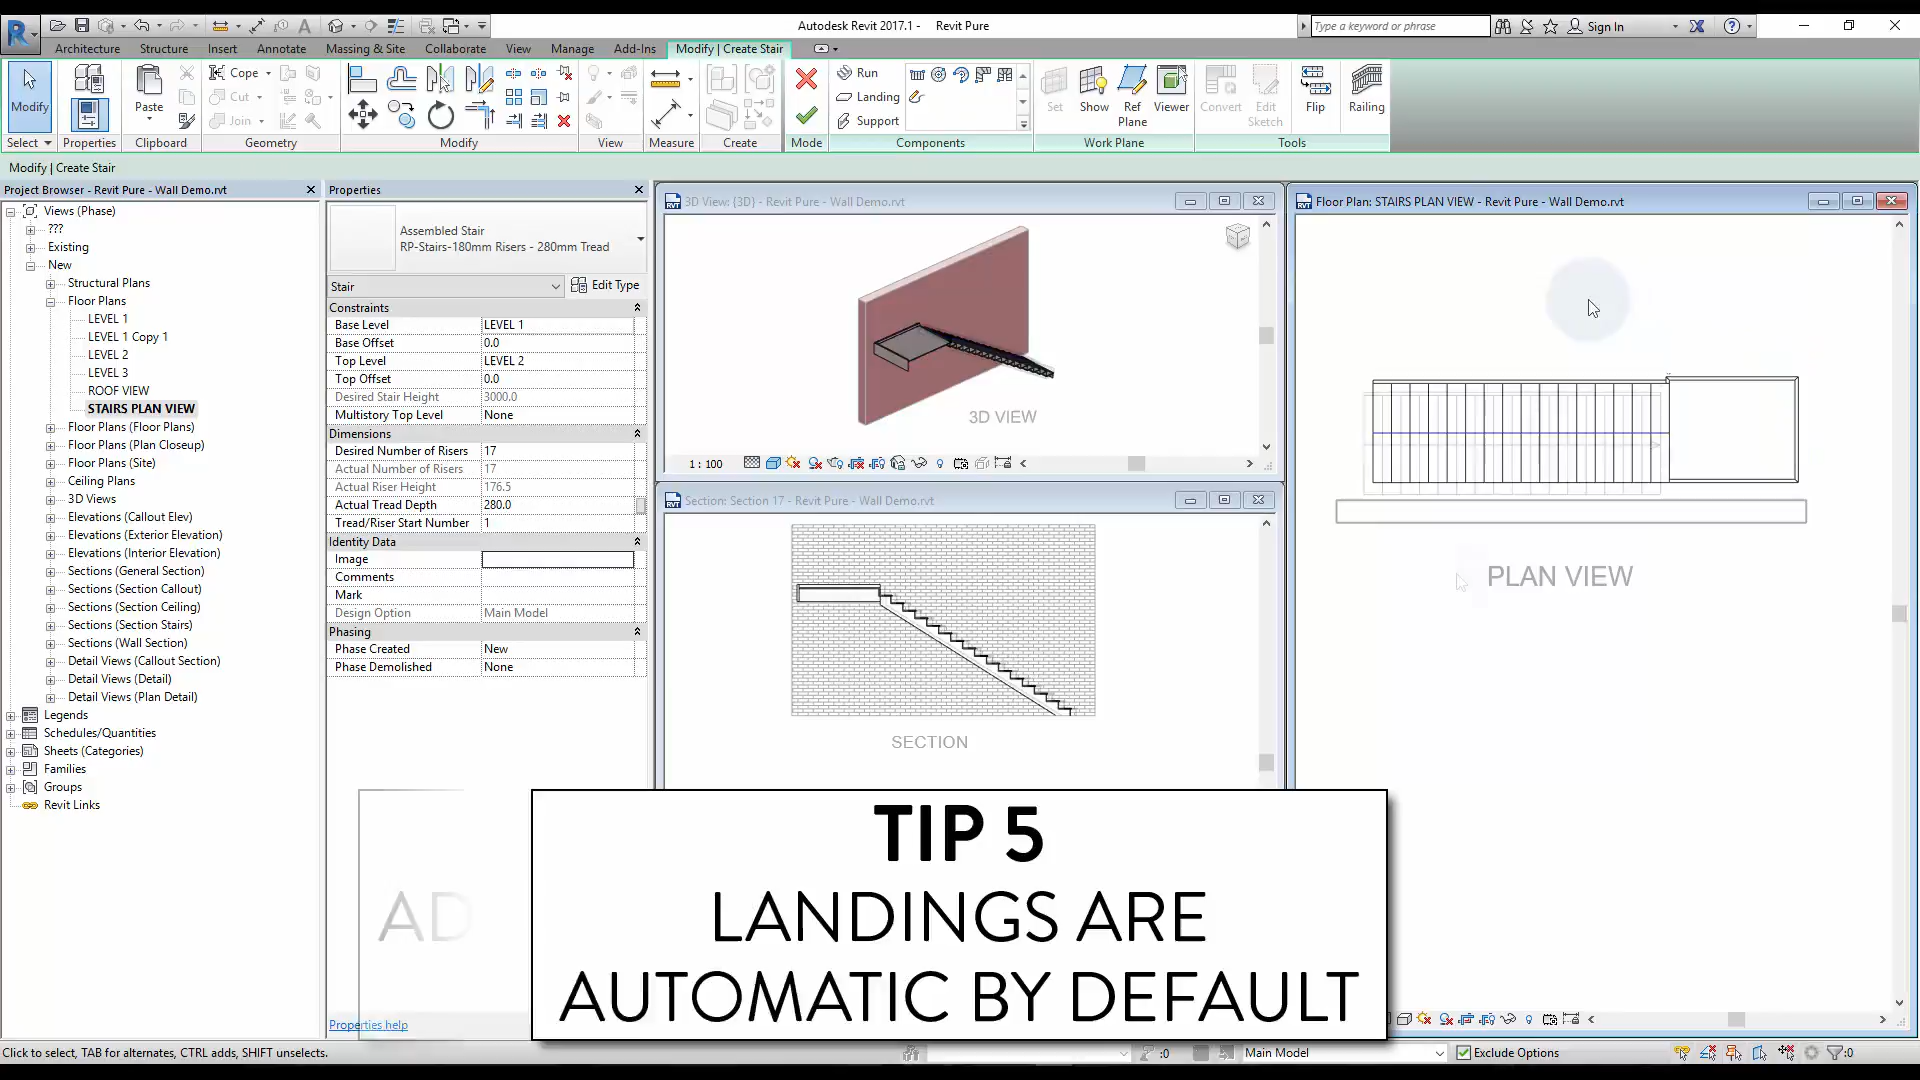 Autodesk Revit 2017.1 - Revit Pure
Type a keyword or phrase
Sign In
Architecture
Structure
Insert
Annotate
Massing & Site
Collaborate
View
Manage
Add-Ins
Modify | Create Stair
Modify
Paste
Cope
Cut
Join
Run
Landing
Support
Set
Show
Ref Plane
Viewer
Convert
Edit Sketch
Flip
Railing
Select
Properties
Clipboard
Geometry
Modify
View
Measure
Create
Mode
Components
Work Plane
Tools
Modify | Create Stair
Project Browser - Revit Pure - Wall Demo.rvt
Views (Phase)
???
Existing
New
Structural Plans
Floor Plans
LEVEL 1
LEVEL 1 Copy 1
LEVEL 2
LEVEL 3
ROOF VIEW
STAIRS PLAN VIEW
Floor Plans (Floor Plans)
Floor Plans (Plan Closeup)
Floor Plans (Site)
Ceiling Plans
3D Views
Elevations (Callout Elev)
Elevations (Exterior Elevation)
Elevations (Interior Elevation)
Sections (General Section)
Sections (Section Callout)
Sections (Section Ceiling)
Sections (Section Stairs)
Sections (Wall Section)
Detail Views (Callout Section)
Detail Views (Detail)
Detail Views (Plan Detail)
Legends
Schedules/Quantities
Sheets (Categories)
Families
Groups
Revit Links
Properties
Assembled Stair
RP-Stairs-180mm Risers - 280mm Tread
Stair
Edit Type
Constraints
Base Level LEVEL 1
Base Offset 0.0
Top Level LEVEL 2
Top Offset 0.0
Desired Stair Height 3000.0
Multistory Top Level None
Dimensions
Desired Number of Risers 17
Actual Number of Risers 17
Actual Riser Height 176.5
Actual Tread Depth 280.0
Tread/Riser Start Number 1
Identity Data
Image
Comments
Mark
Design Option Main Model
Phasing
Phase Created New
Phase Demolished None
Properties help
3D View: {3D} - Revit Pure - Wall Demo.rvt
3D VIEW
1 : 100
Section: Section 17 - Revit Pure - Wall Demo.rvt
SECTION
Floor Plan: STAIRS PLAN VIEW - Revit Pure - Wall Demo.rvt
PLAN VIEW
AD
TIP 5
LANDINGS ARE
AUTOMATIC BY DEFAULT
Click to select, TAB for alternates, CTRL adds, SHIFT unselects.
:0
Main Model
Exclude Options
:0